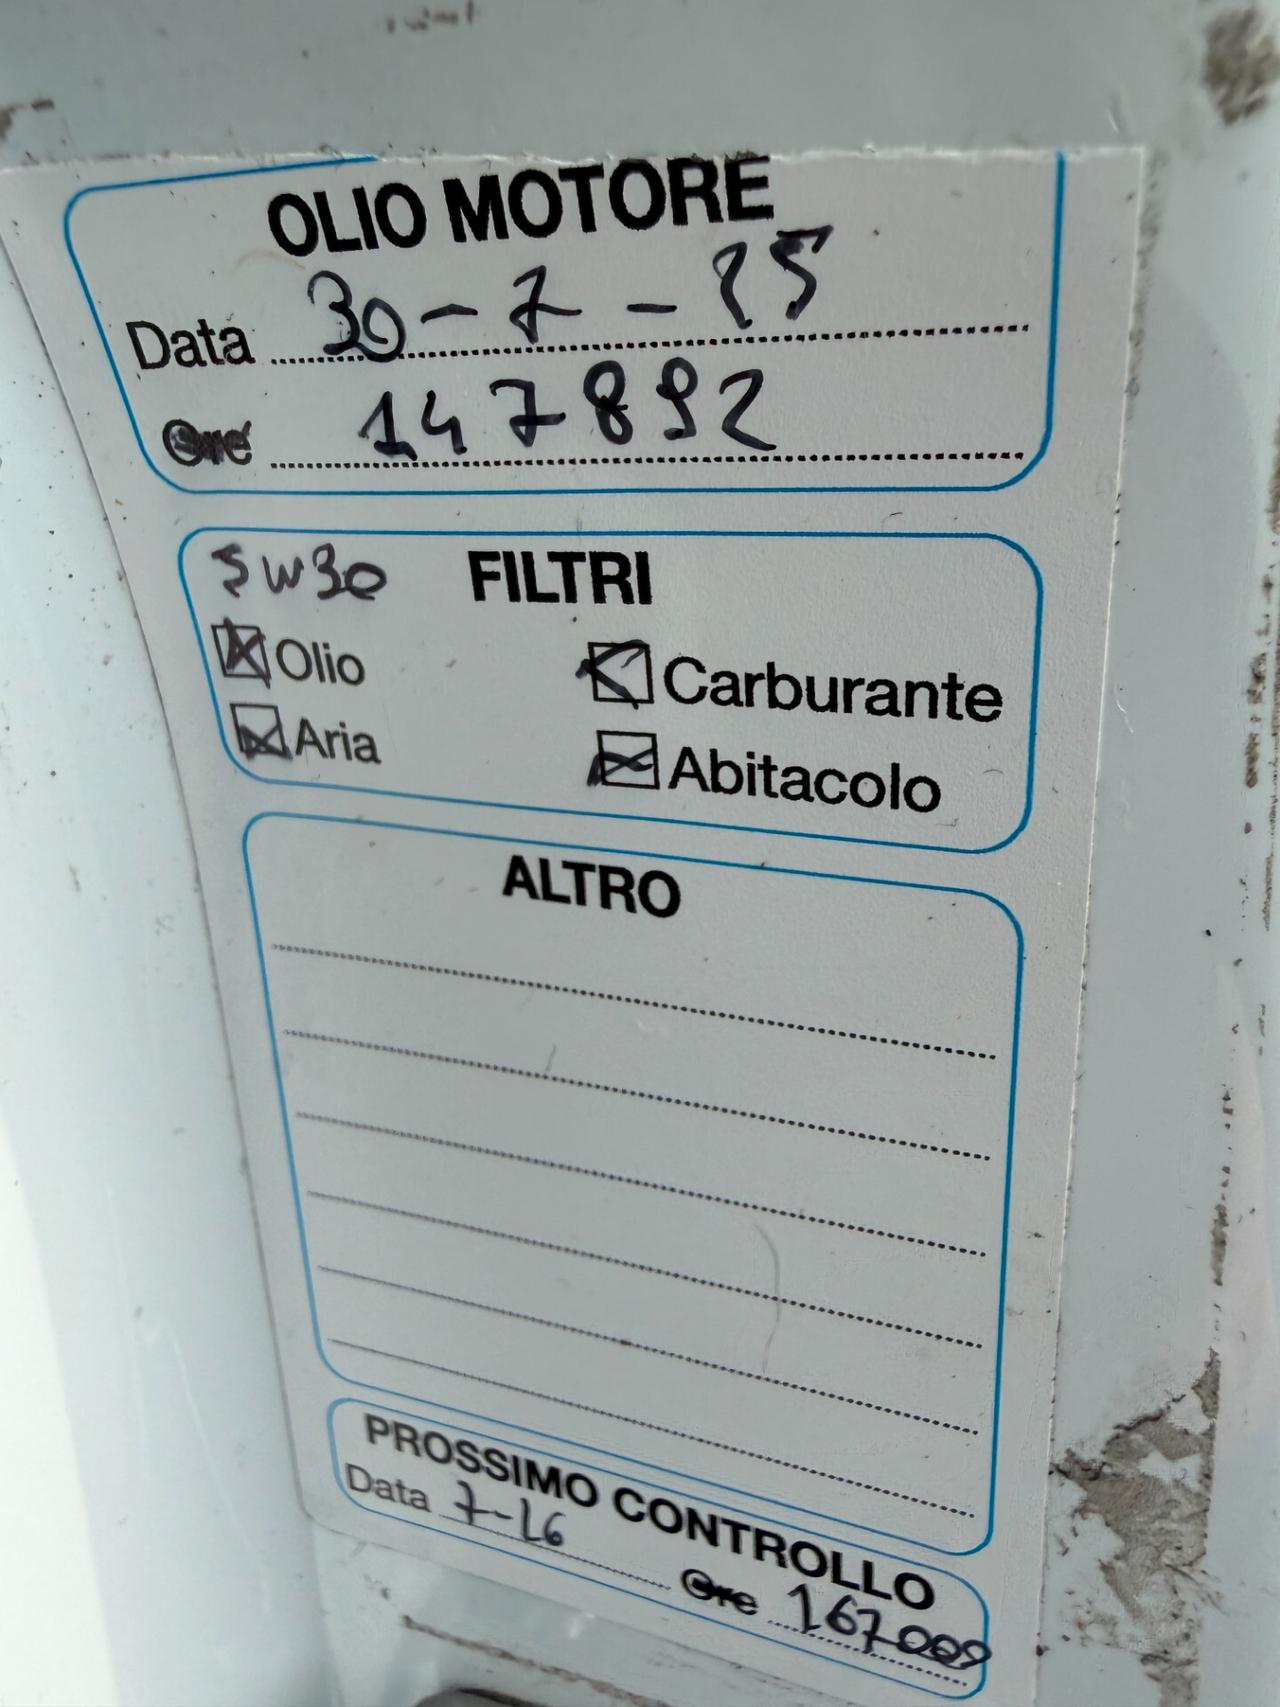 OLIO MOTORE
Data 30-7-25
Ore 147892
5W30 FILTRI
Olio Carburante
Aria Abitacolo
ALTRO
PROSSIMO CONTROLLO
Data 7-26 Ore 167000